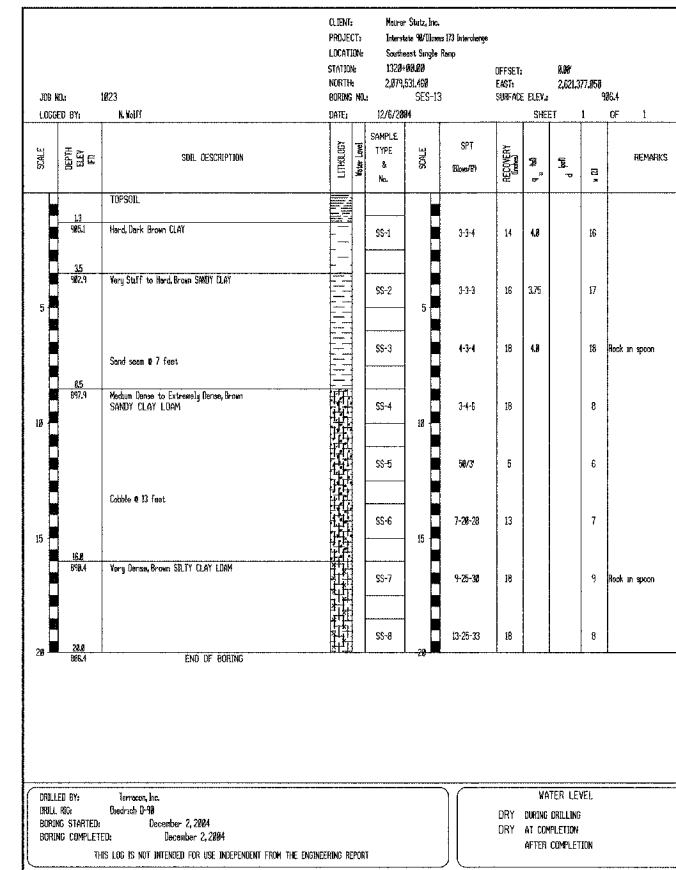 CLIENT: Maurer Stutz, Inc.
PROJECT: Interstate 90/Illinois 173 Interchange
LOCATION: Southeast Single Ramp
STATION: 1320+00.00 OFFSET: 0.00'
NORTH: 2,079,531.460 EAST: 2,621,377.050
JOB NO.: 1023 BORING NO.: SES-13 SURFACE ELEV.: 906.4
LOGGED BY: N. Wolff DATE: 12/6/2004 SHEET 1 OF 1
SCALE DEPTH ELEV (FT) SOIL DESCRIPTION LITHOLOGY Water Level SAMPLE TYPE & No. SCALE SPT (Blows/6") RECOVERY (inches) q u (tsf) d (pcf) w (%) REMARKS
TOPSOIL
1.3
905.1 Hard, Dark Brown CLAY SS-1 3-3-4 14 4.0 16
3.5
902.9 Very Stiff to Hard, Brown SANDY CLAY SS-2 3-3-3 16 3.75 17
5 5
SS-3 4-3-4 18 4.0 18 Rock in spoon
Sand seam @ 7 feet
8.5
897.9 Medium Dense to Extremely Dense, Brown
SANDY CLAY LOAM SS-4 3-4-6 18 8
10 10
SS-5 50/3" 5 6
Cobble @ 13 feet
SS-6 7-20-20 13 7
15 15
16.0
890.4 Very Dense, Brown SILTY CLAY LOAM SS-7 9-25-30 18 9 Rock in spoon
SS-8 13-25-33 18 8
20 20.0 20
886.4 END OF BORING
DRILLED BY: Terracon, Inc.
DRILL RIG: Diedrich D-90
BORING STARTED: December 2, 2004
BORING COMPLETED: December 2, 2004
THIS LOG IS NOT INTENDED FOR USE INDEPENDENT FROM THE ENGINEERING REPORT
WATER LEVEL
DRY DURING DRILLING
DRY AT COMPLETION
AFTER COMPLETION